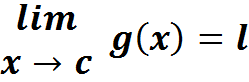 lim
x → c g(x) = l